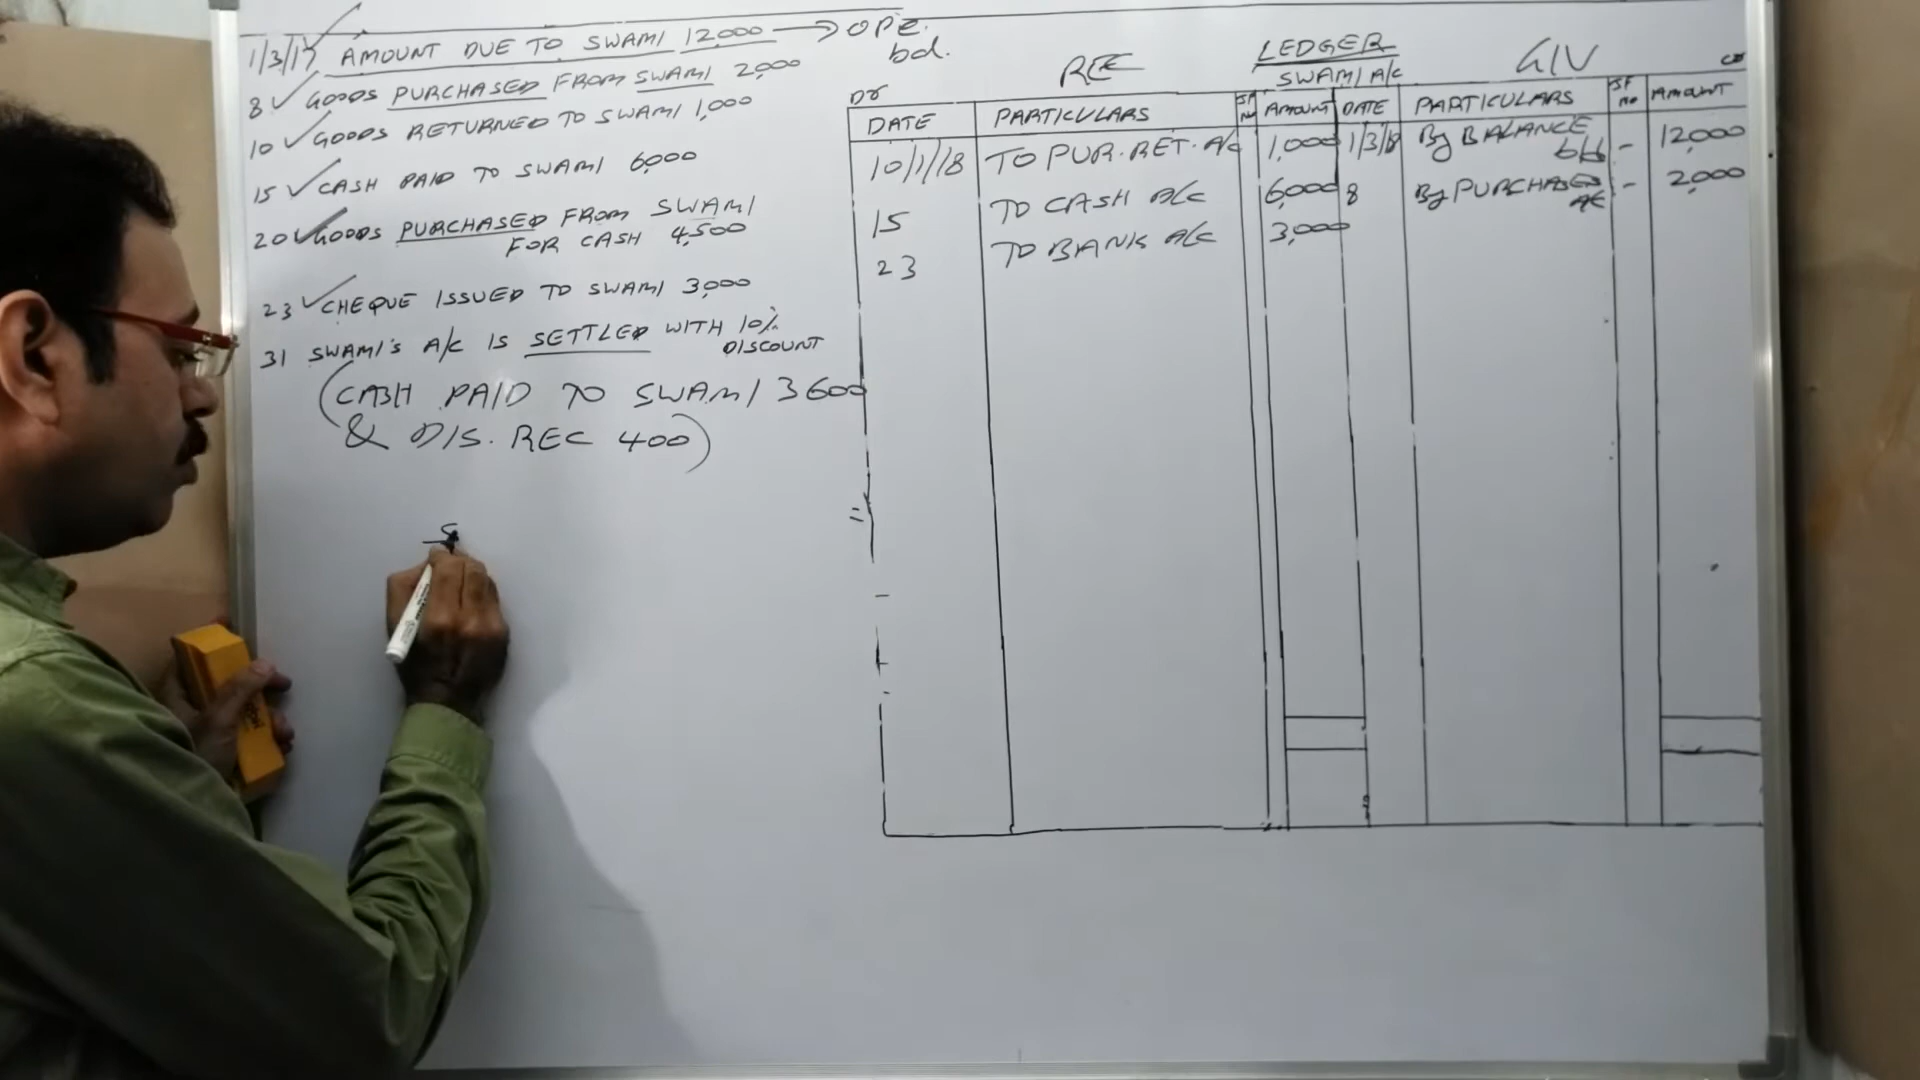 1/3/17 AMOUNT DUE TO SWAMI 12,000 → OPE.
bd.
8 ✓ GOODS PURCHASED FROM SWAMI 2,000
10 ✓ GOODS RETURNED TO SWAMI 1,000
15 ✓ CASH PAID TO SWAMI 6,000
20 ✓ GOODS PURCHASED FROM SWAMI
FOR CASH 4,500
23 ✓ CHEQUE ISSUED TO SWAMI 3,000
31 SWAMI'S A/C IS SETTLED WITH 10%
DISCOUNT
(CASH PAID TO SWAMI 3600
& DIS. REC 400)
LEDGER
REC SWAMI A/C GIV
Dr
DATE PARTICULARS JF No AMOUNT DATE PARTICULARS JF No AMOUNT
10/1/18 TO PUR. RET. A/C 1,000 1/3/18 By BALANCE b/f - 12,000
15 TO CASH A/C 6,000 8 By PURCHASES A/C - 2,000
23 TO BANK A/C 3,000